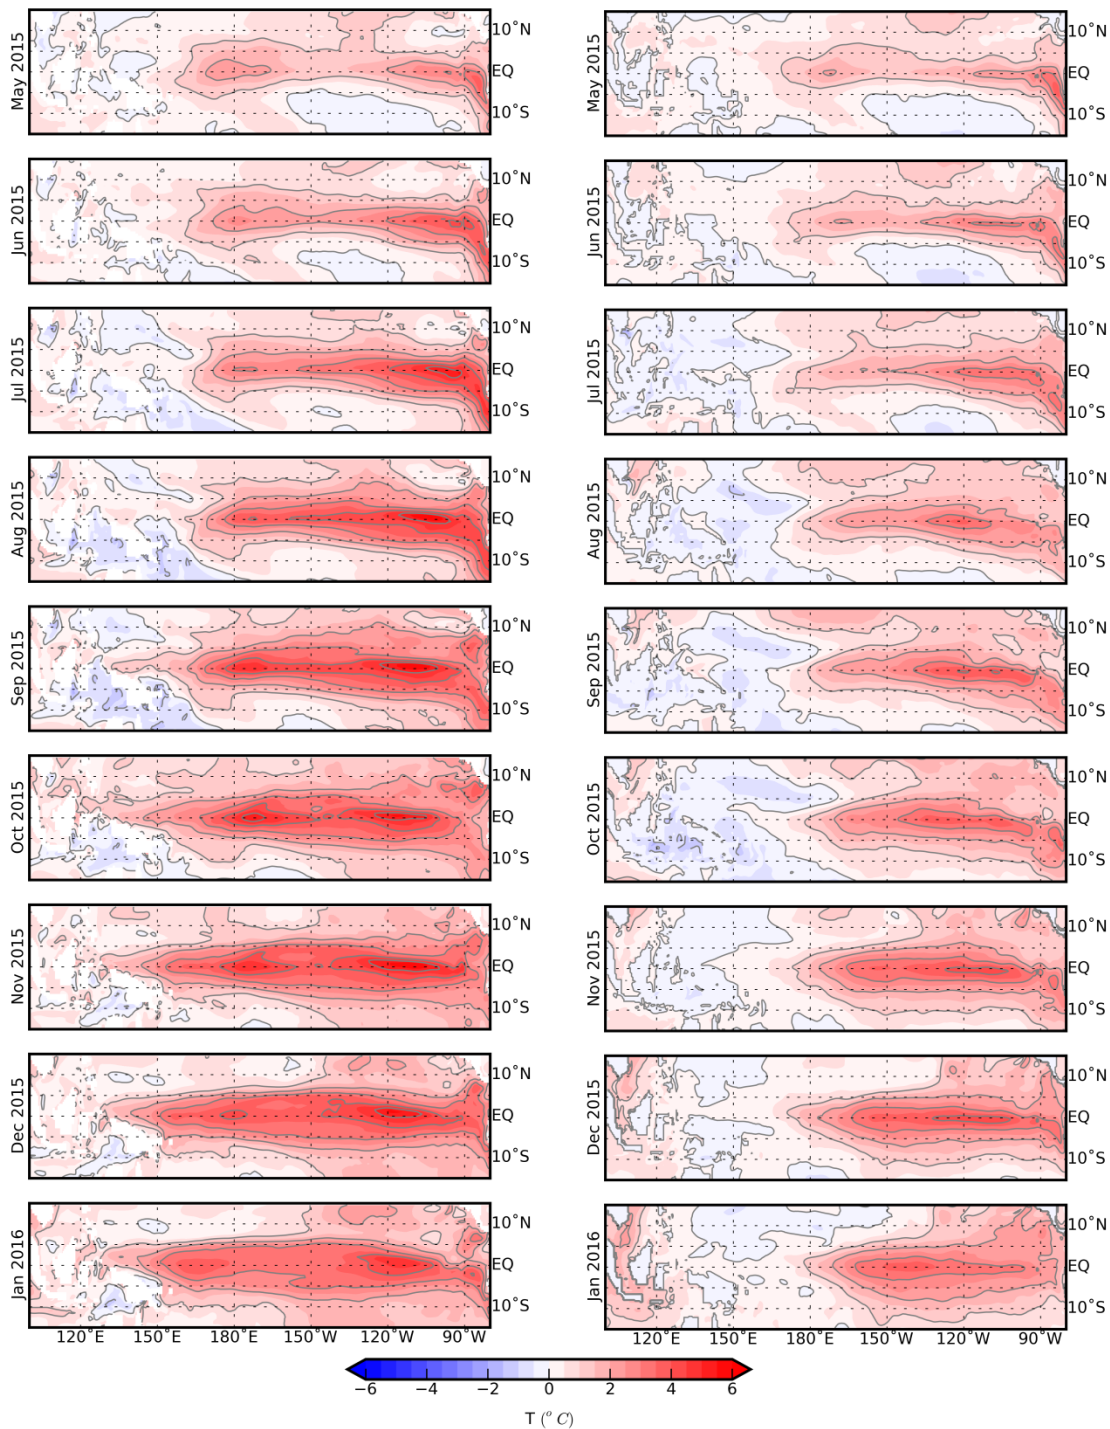 May 2015
10°N
EQ
10°S
May 2015
10°N
EQ
10°S
Jun 2015
10°N
EQ
10°S
Jun 2015
10°N
EQ
10°S
Jul 2015
10°N
EQ
10°S
Jul 2015
10°N
EQ
10°S
Aug 2015
10°N
EQ
10°S
Aug 2015
10°N
EQ
10°S
Sep 2015
10°N
EQ
10°S
Sep 2015
10°N
EQ
10°S
Oct 2015
10°N
EQ
10°S
Oct 2015
10°N
EQ
10°S
Nov 2015
10°N
EQ
10°S
Nov 2015
10°N
EQ
10°S
Dec 2015
10°N
EQ
10°S
Dec 2015
10°N
EQ
10°S
Jan 2016
10°N
EQ
10°S
Jan 2016
10°N
EQ
10°S
120°E 150°E 180°E 150°W 120°W 90°W
120°E 150°E 180°E 150°W 120°W 90°W
−6 −4 −2 0 2 4 6
T (° C)